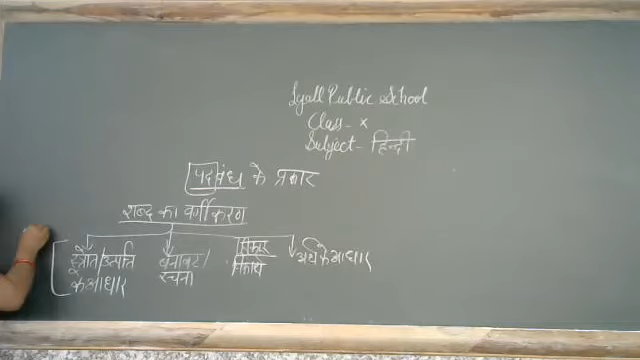 Lyall Public School
Class- X
Subject- हिन्दी
पदबंध के प्रकार
शब्द का वर्गीकरण
स्त्रोत/उत्पति के आधार
बनावट/ रचना
अर्थ के आधार